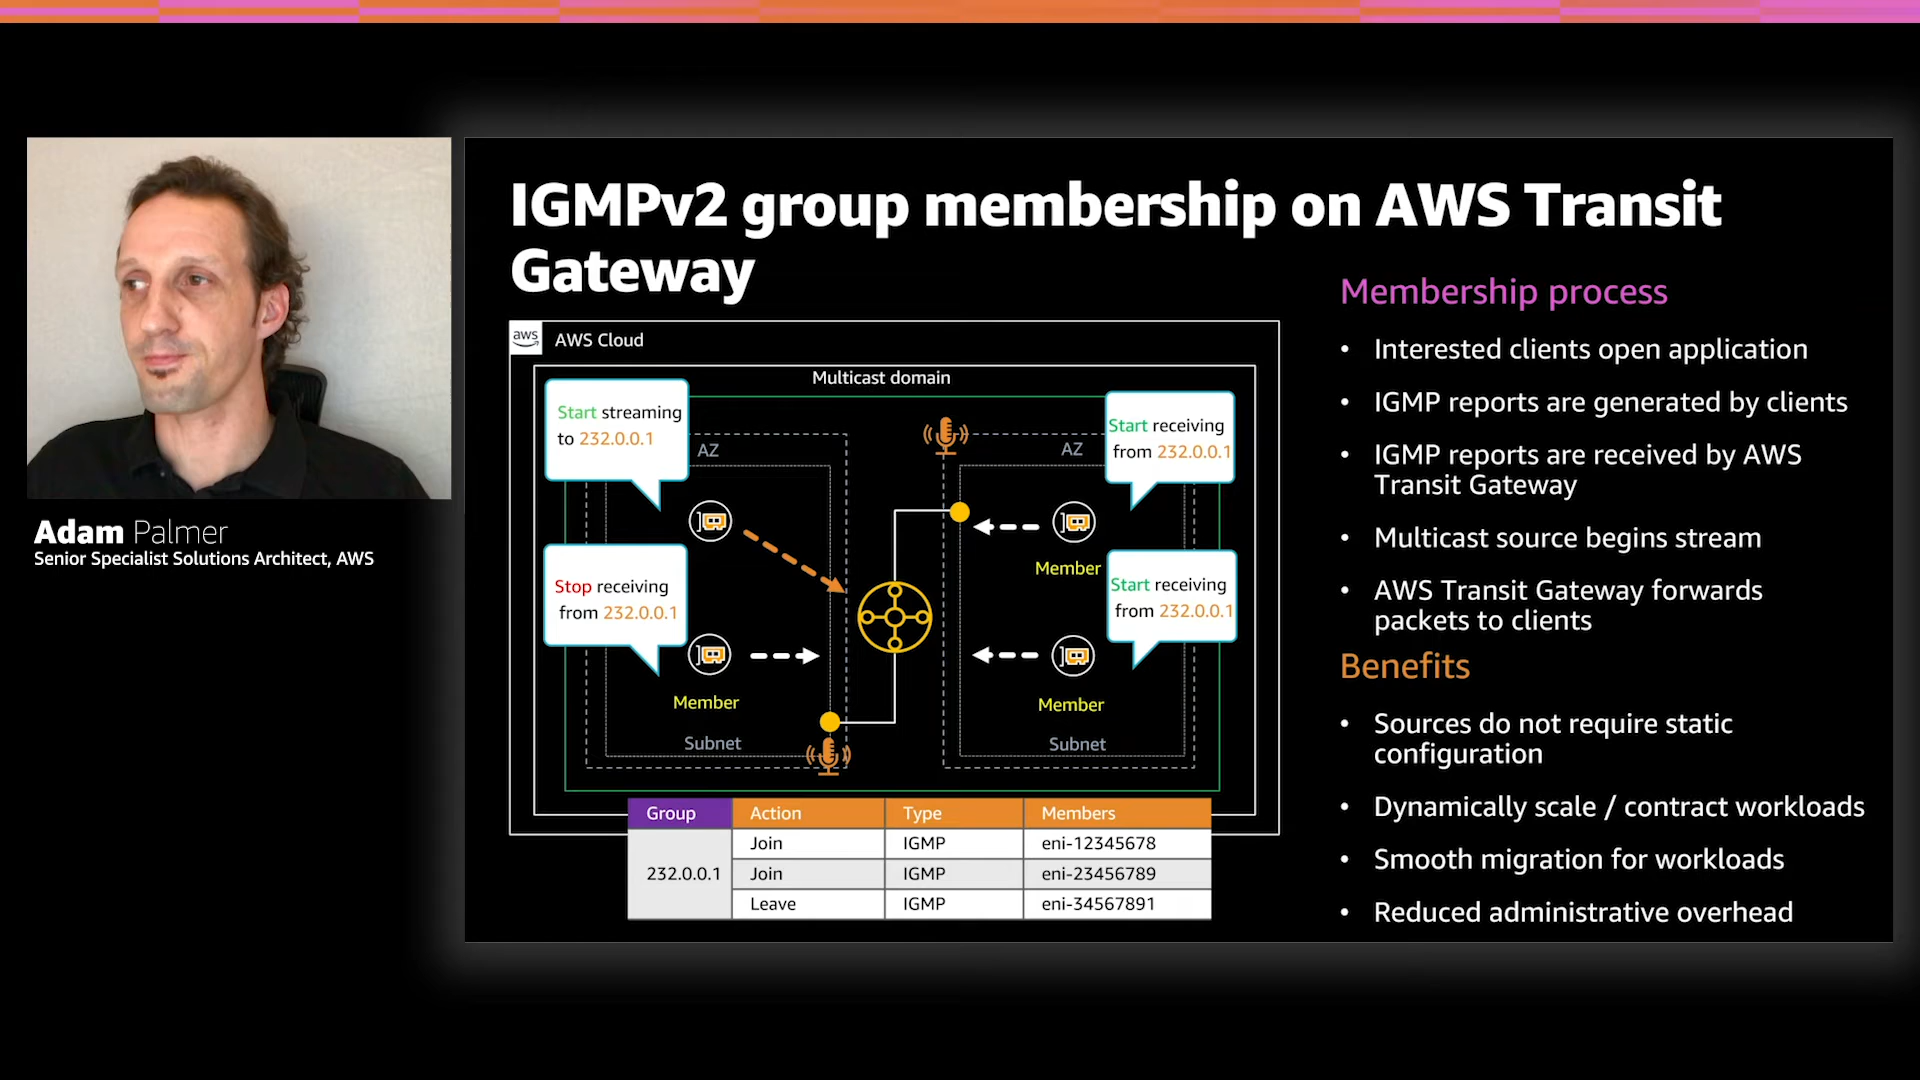 IGMPv2 group membership on AWS Transit
Gateway
aws
AWS Cloud
Multicast domain
Start streaming
to 232.0.0.1
AZ
Stop receiving
from 232.0.0.1
Member
Subnet
AZ
Start receiving
from 232.0.0.1
Member
Start receiving
from 232.0.0.1
Member
Subnet
Group Action Type Members
232.0.0.1
Join IGMP eni-12345678
Join IGMP eni-23456789
Leave IGMP eni-34567891
Membership process
• Interested clients open application
• IGMP reports are generated by clients
• IGMP reports are received by AWS
Transit Gateway
• Multicast source begins stream
• AWS Transit Gateway forwards
packets to clients
Benefits
• Sources do not require static
configuration
• Dynamically scale / contract workloads
• Smooth migration for workloads
• Reduced administrative overhead
Adam Palmer
Senior Specialist Solutions Architect, AWS